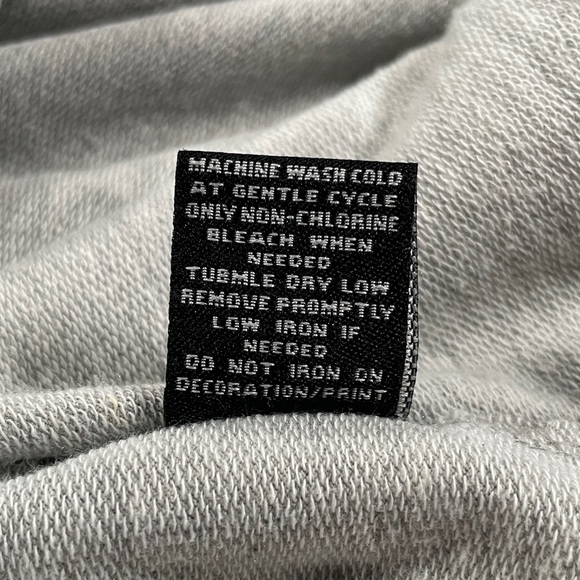 MACHINE WASH COLD
AT GENTLE CYCLE
ONLY NON-CHLORINE
BLEACH WHEN
NEEDED
TUBMLE DRY LOW
REMOVE PROMPTLY
LOW IRON IF
NEEDED
DO NOT IRON ON
DECORATION/PRINT